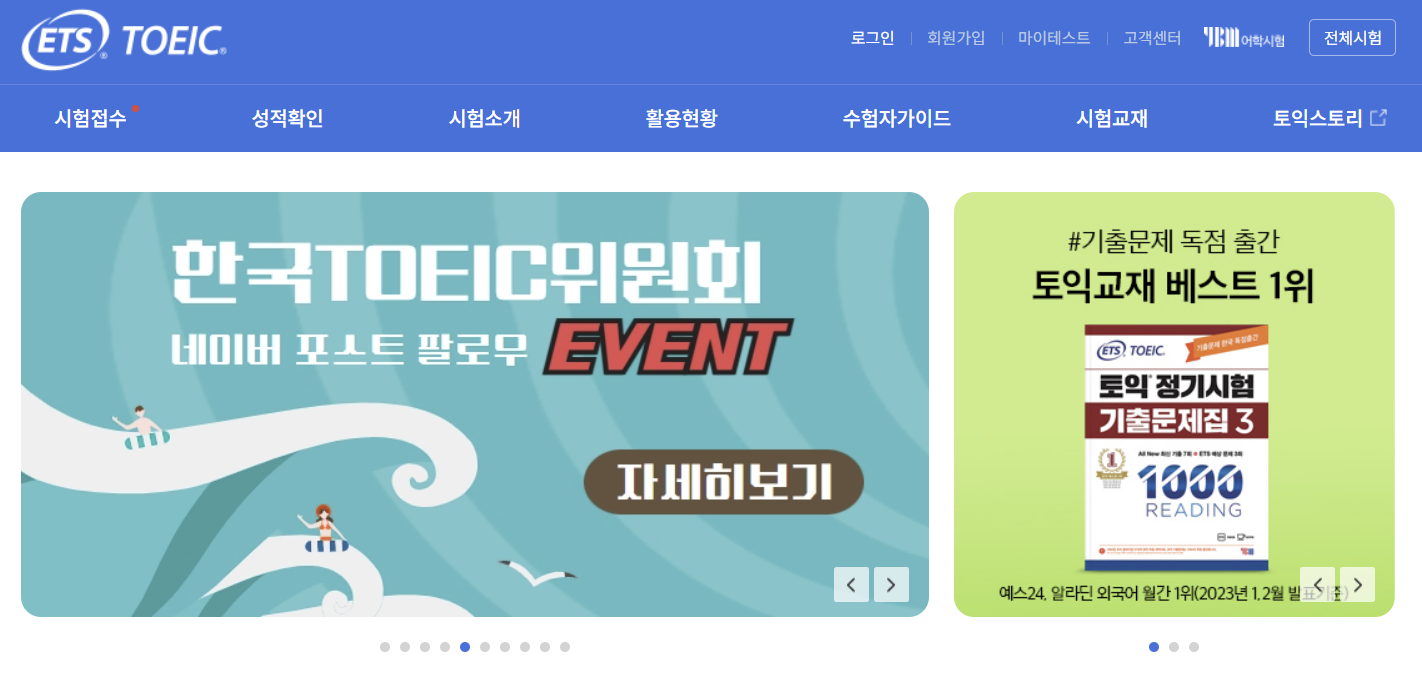 ETS TOEIC
로그인 회원가입 마이테스트 고객센터 YBM어학시험 전체시험
시험접수 성적확인 시험소개 활용현황 수험자가이드 시험교재 토익스토리
한국TOEIC위원회
네이버 포스트 팔로우 EVENT
자세히보기
#기출문제 독점 출간
토익교재 베스트 1위
ETS TOEIC.
기출문제 한국 독점출간
토익 정기시험
기출문제집 3
All New 최신 기출 7회 + ETS 예상 문제 3회
1
1000
READING
YBM
예스24, 알라딘 외국어 월간 1위(2023년 1,2월 발표기준)